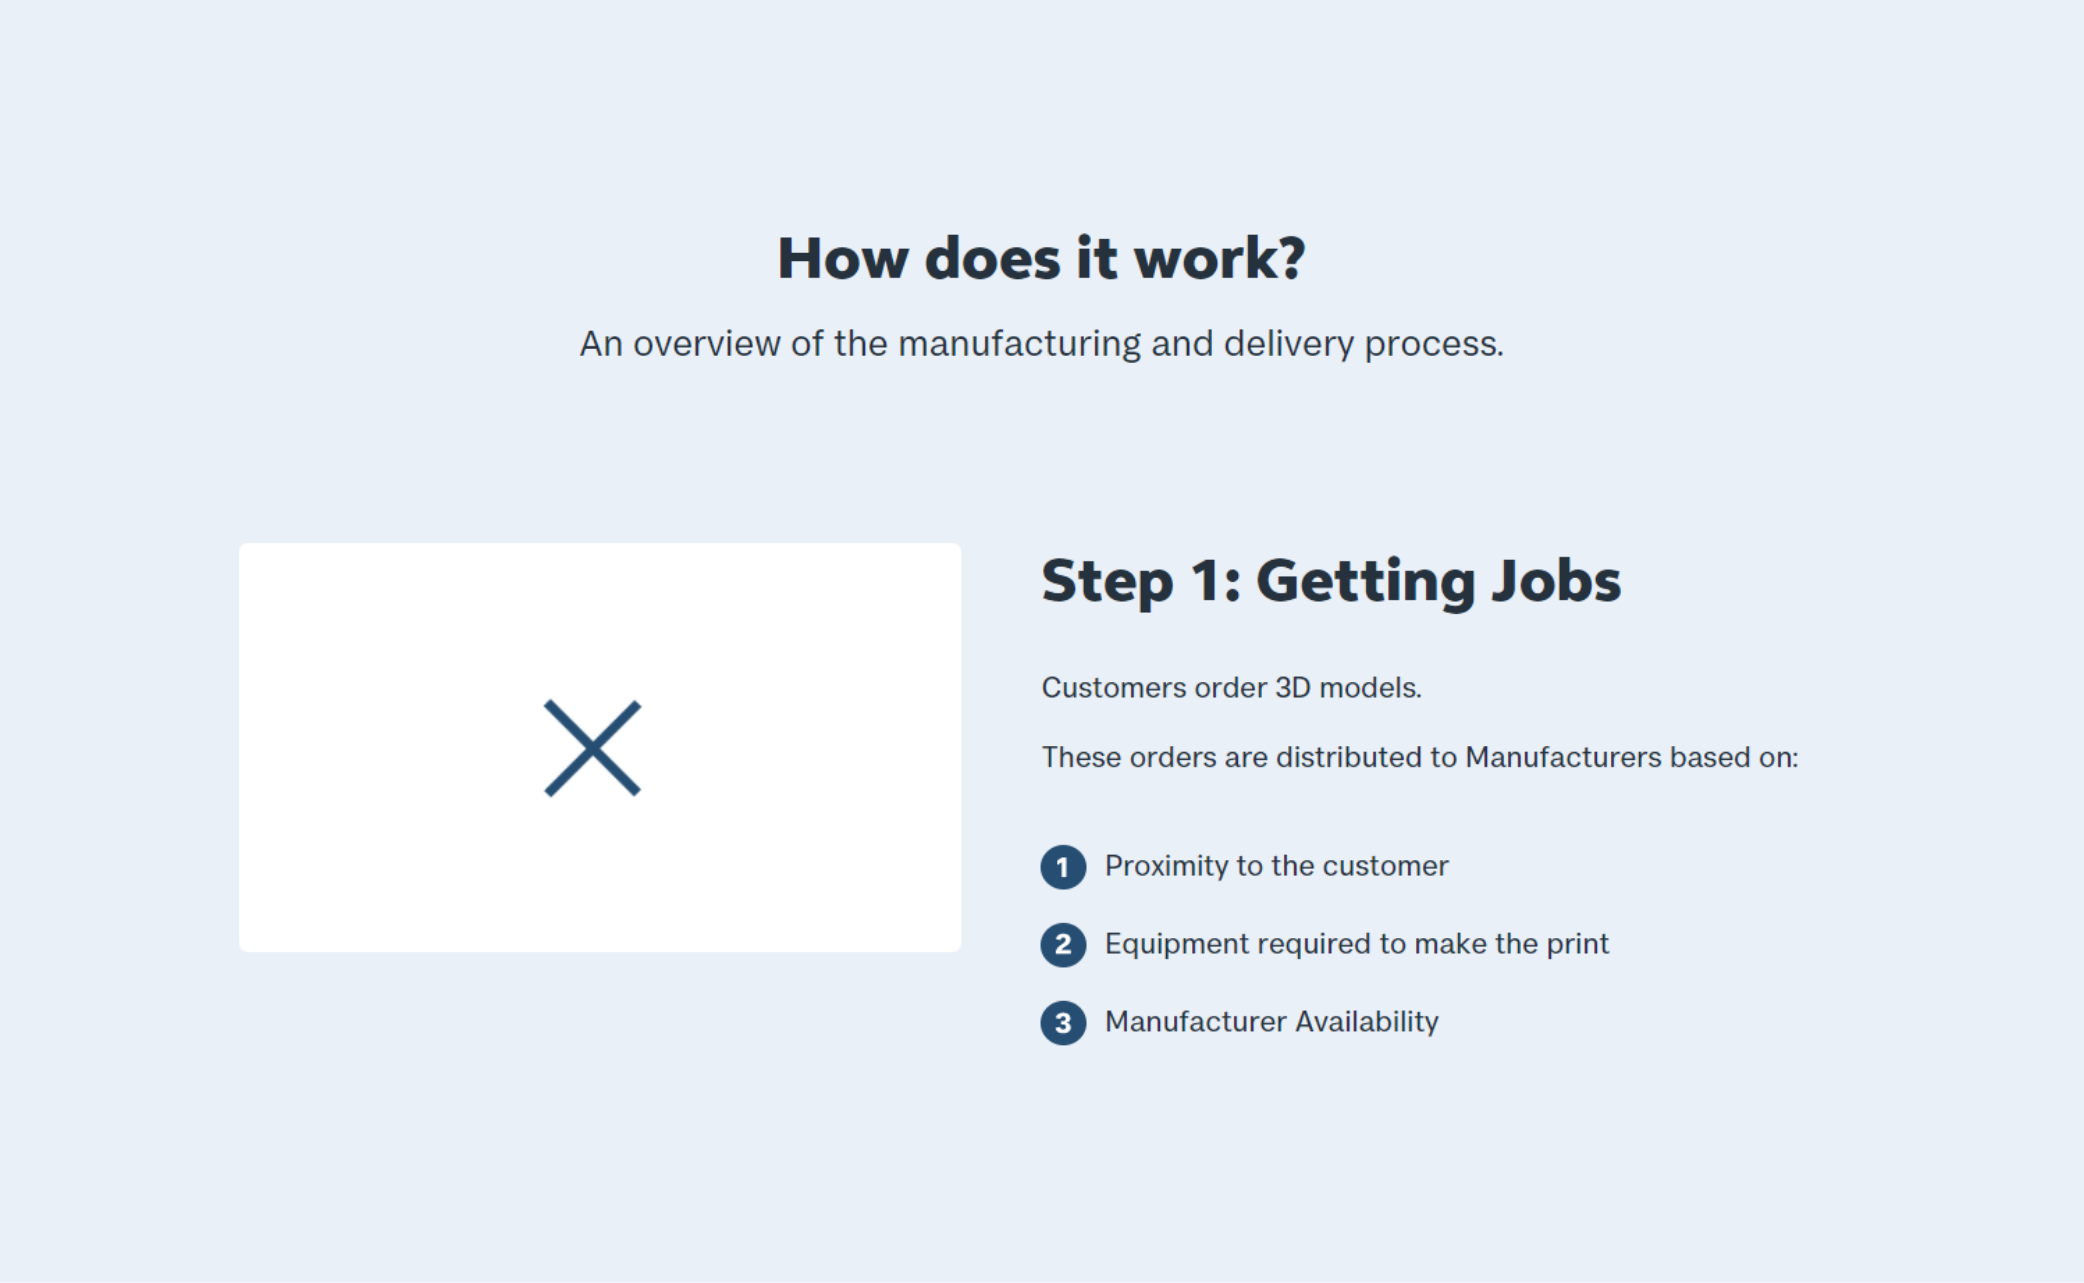 How does it work?
An overview of the manufacturing and delivery process.
Step 1: Getting Jobs
Customers order 3D models.
These orders are distributed to Manufacturers based on:
1 Proximity to the customer
2 Equipment required to make the print
3 Manufacturer Availability